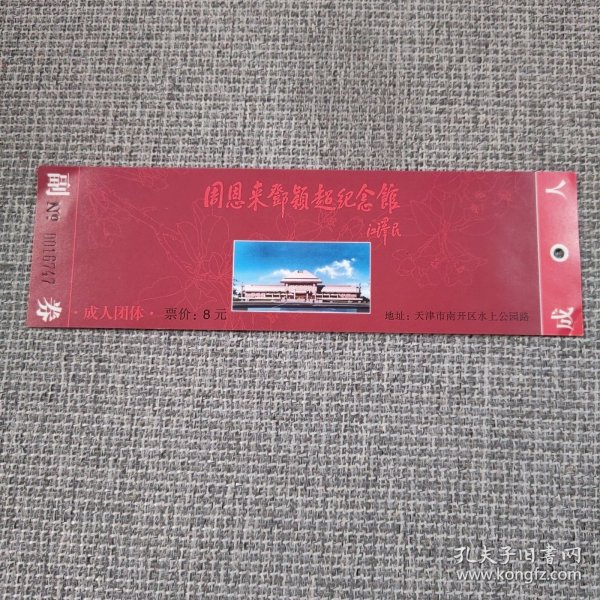 周恩来邓颖超纪念馆
江泽民
副券
№ 0016747
·成人团体· 票价:8元
地址:天津市南开区水上公园路
成人
孔夫子旧书网
www.kongfz.com